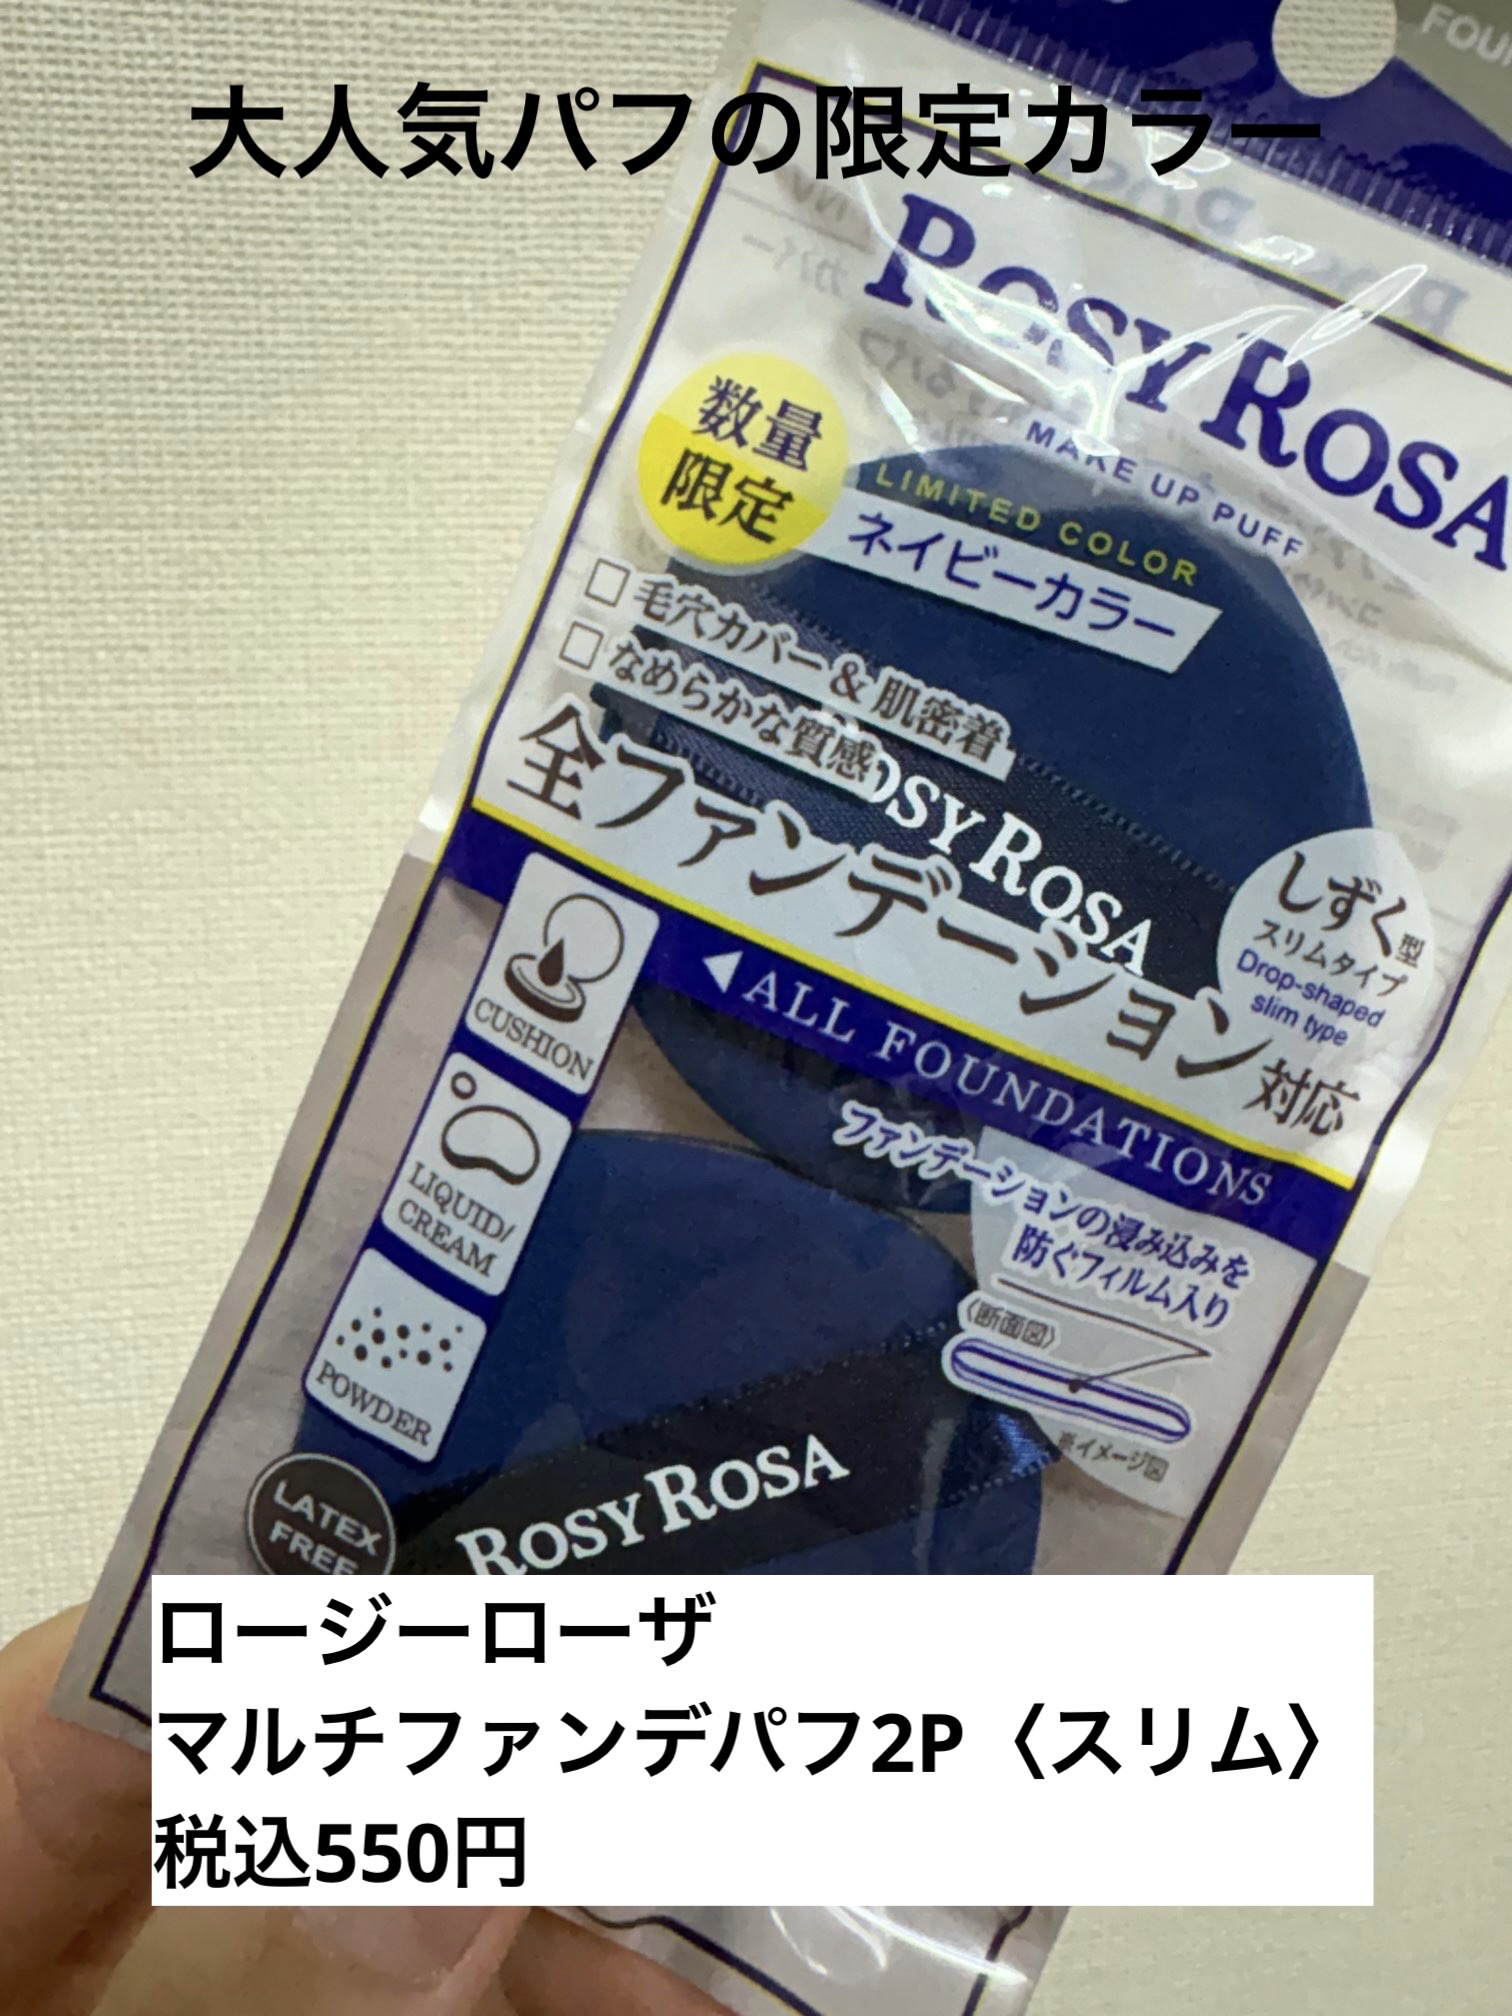 大人気パフの限定カラー
FOU
ROSY ROSA
MAKE UP PUFF
数量
限定
LIMITED COLOR
ネイビーカラー
□ 毛穴カバー & 肌密着
□ なめらかな質感
OSY ROSA
全ファンデーション対応
しずく型
スリムタイプ
Drop-shaped
slim type
◀ALL FOUNDATIONS
CUSHION
LIQUID/
CREAM
POWDER
ファンデーションの浸み込みを
防ぐフィルム入り
〈断面図〉
※イメージ図
ROSY ROSA
LATEX
FREE
ロージーローザ
マルチファンデパフ2P〈スリム〉
税込550円